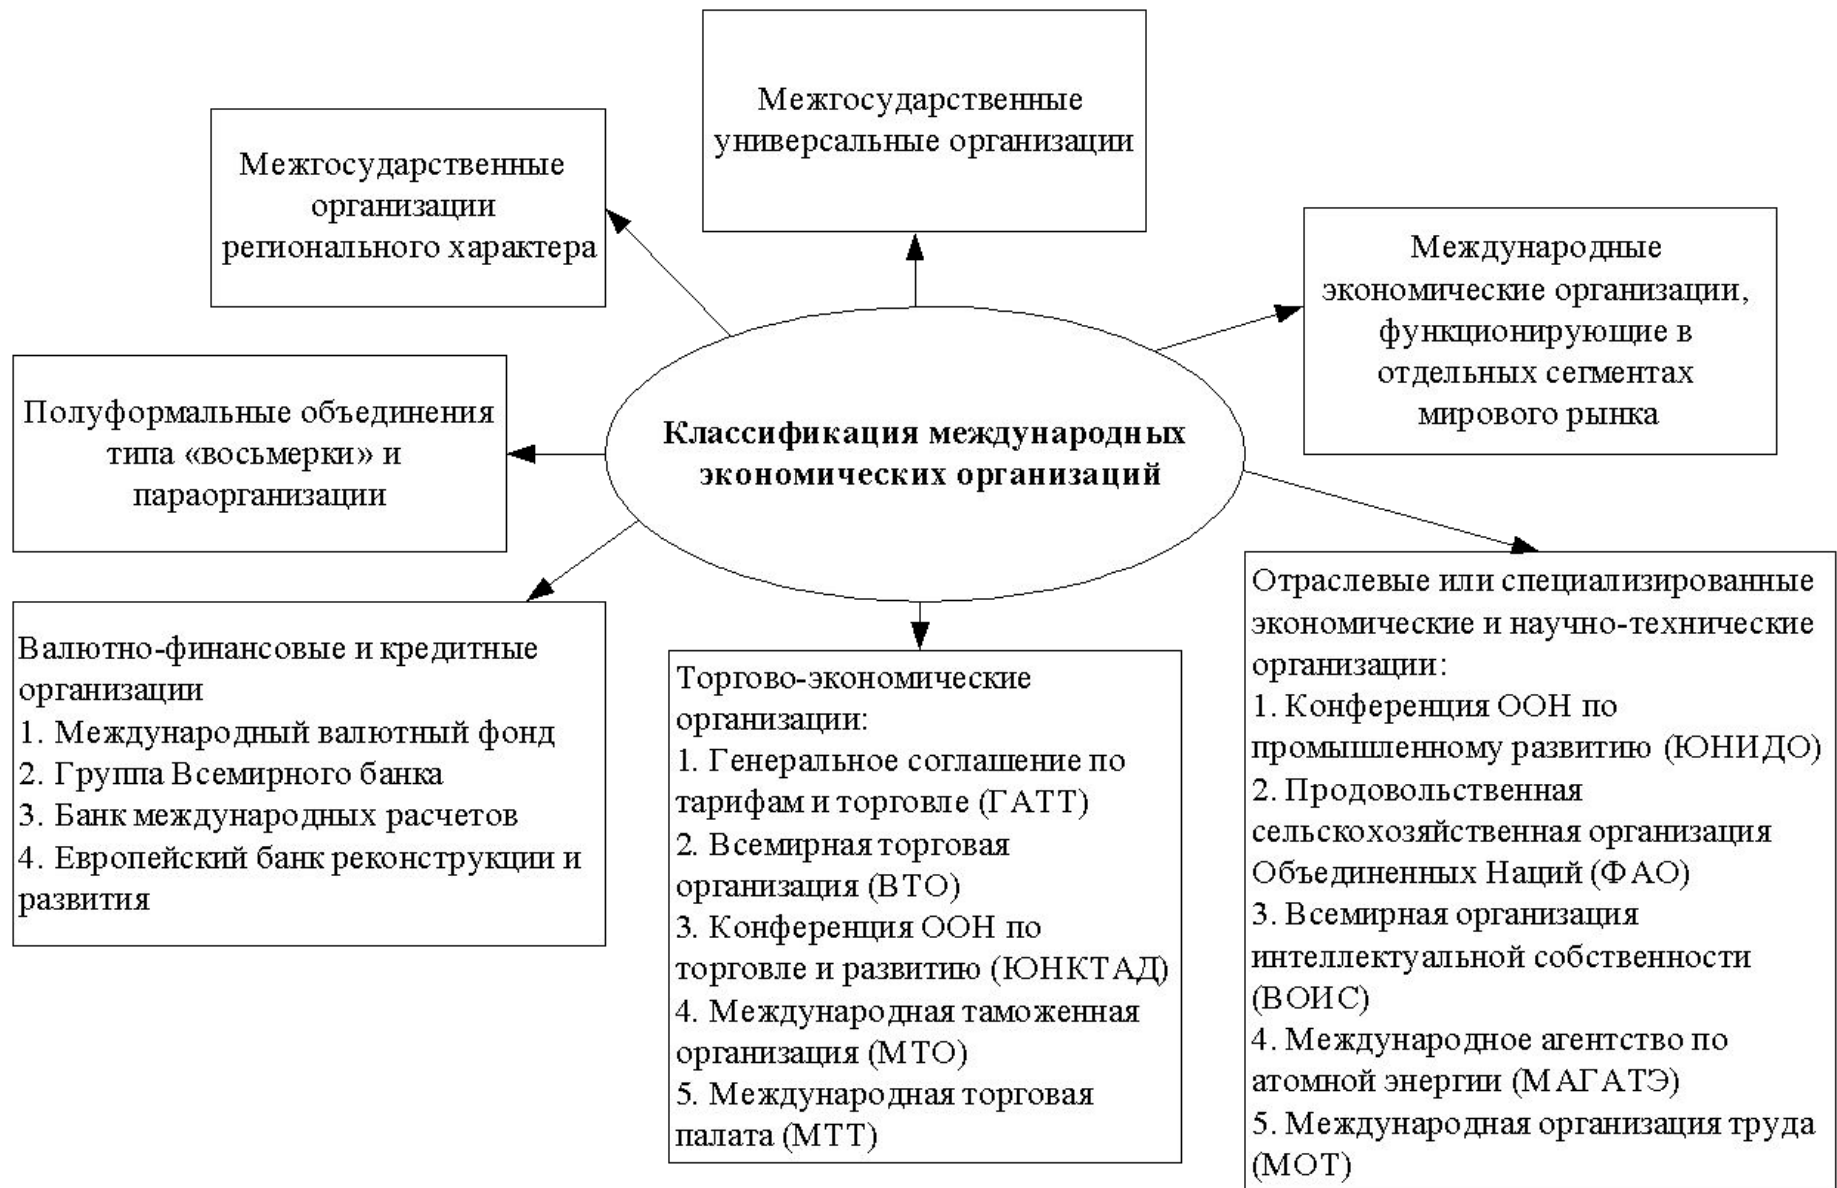 Межгосударственные
универсальные организации
Межгосударственные
организации
регионального характера
Международные
экономические организации,
функционирующие в
отдельных сегментах
мирового рынка
Полуформальные объединения
типа «восьмерки» и
параорганизации
Классификация международных
экономических организаций
Валютно-финансовые и кредитные
организации
1. Международный валютный фонд
2. Группа Всемирного банка
3. Банк международных расчетов
4. Европейский банк реконструкции и
развития
Торгово-экономические
организации:
1. Генеральное соглашение по
тарифам и торговле (ГАТТ)
2. Всемирная торговая
организация (ВТО)
3. Конференция ООН по
торговле и развитию (ЮНКТАД)
4. Международная таможенная
организация (МТО)
5. Международная торговая
палата (МТТ)
Отраслевые или специализированные
экономические и научно-технические
организации:
1. Конференция ООН по
промышленному развитию (ЮНИДО)
2. Продовольственная
сельскохозяйственная организация
Объединенных Наций (ФАО)
3. Всемирная организация
интеллектуальной собственности
(ВОИС)
4. Международное агентство по
атомной энергии (МАГАТЭ)
5. Международная организация труда
(МОТ)